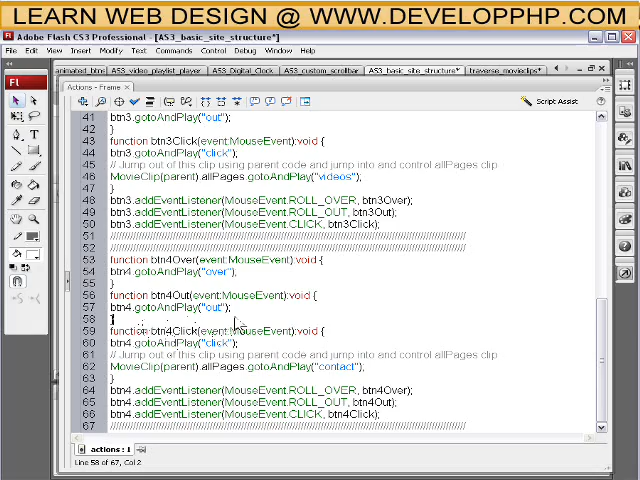 LEARN WEB DESIGN @ WWW.DEVELOPPHP.COM
Adobe Flash CS3 Professional - [AS3_basic_site_structure*]
File Edit View Insert Modify Text Commands Control Debug Window Help
animated_btns AS3_video_playlist_player AS3_Digital_Clock AS3_custom_scrollbar AS3_basic_site_structure* traverse_movieclips*
Actions - Frame ×
Script Assist
41 btn3.gotoAndPlay("out");
42 }
43 function btn3Click(event:MouseEvent):void {
44 btn3.gotoAndPlay("click");
45 // Jump out of this clip using parent code and jump into and control allPages clip
46 MovieClip(parent).allPages.gotoAndPlay("videos");
47 }
48 btn3.addEventListener(MouseEvent.ROLL_OVER, btn3Over);
49 btn3.addEventListener(MouseEvent.ROLL_OUT, btn3Out);
50 btn3.addEventListener(MouseEvent.CLICK, btn3Click);
51
52
53 function btn4Over(event:MouseEvent):void {
54 btn4.gotoAndPlay("over");
55 }
56 function btn4Out(event:MouseEvent):void {
57 btn4.gotoAndPlay("out");
58 }
59 function btn4Click(event:MouseEvent):void {
60 btn4.gotoAndPlay("click");
61 // Jump out of this clip using parent code and jump into and control allPages clip
62 MovieClip(parent).allPages.gotoAndPlay("contact");
63 }
64 btn4.addEventListener(MouseEvent.ROLL_OVER, btn4Over);
65 btn4.addEventListener(MouseEvent.ROLL_OUT, btn4Out);
66 btn4.addEventListener(MouseEvent.CLICK, btn4Click);
67
actions : 1
Line 58 of 67, Col 2